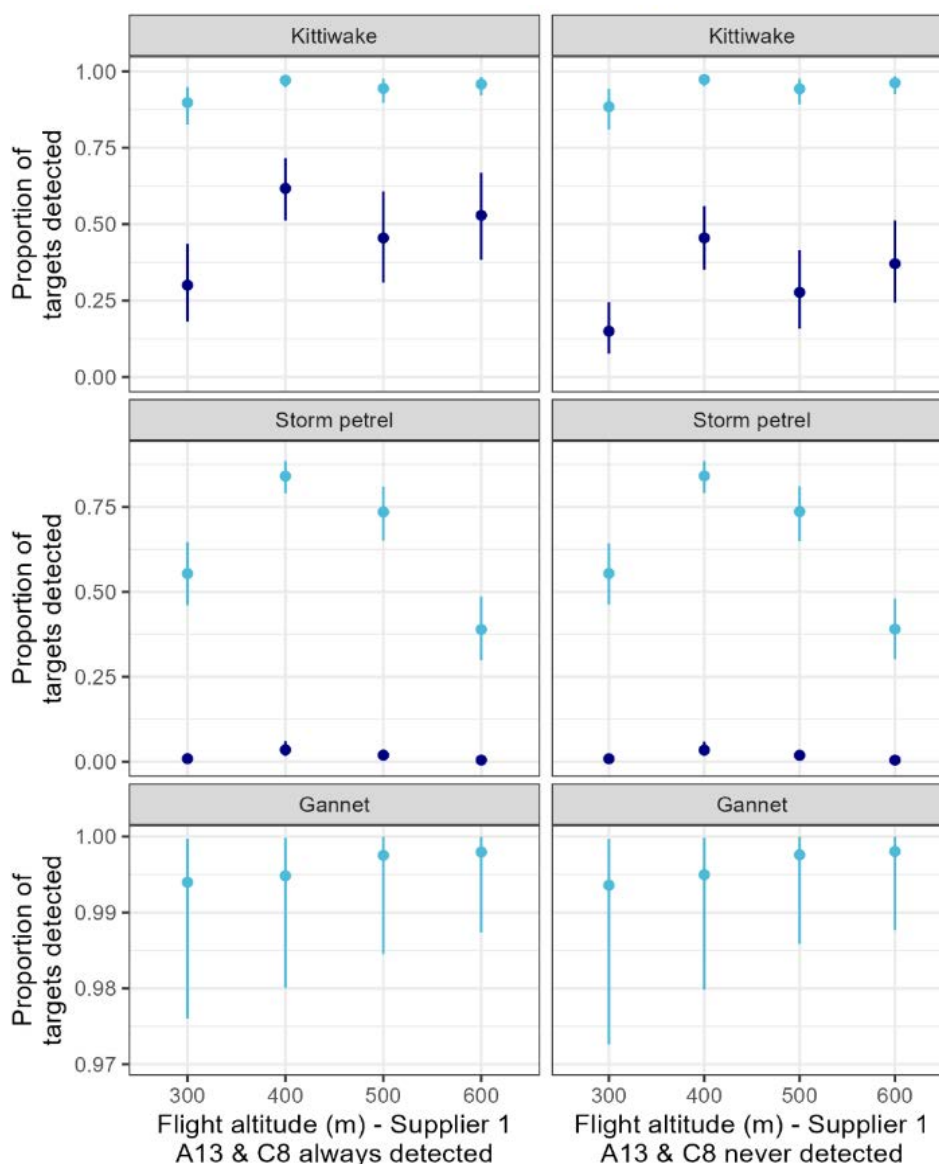 Kittiwake Kittiwake
1.00
0.75
0.50
0.25
0.00
Proportion of
targets detected
Storm petrel Storm petrel
0.75
0.50
0.25
0.00
Proportion of
targets detected
Gannet Gannet
1.00
0.99
0.98
0.97
Proportion of
targets detected
300 400 500 600 300 400 500 600
Flight altitude (m) - Supplier 1 Flight altitude (m) - Supplier 1
A13 & C8 always detected A13 & C8 never detected